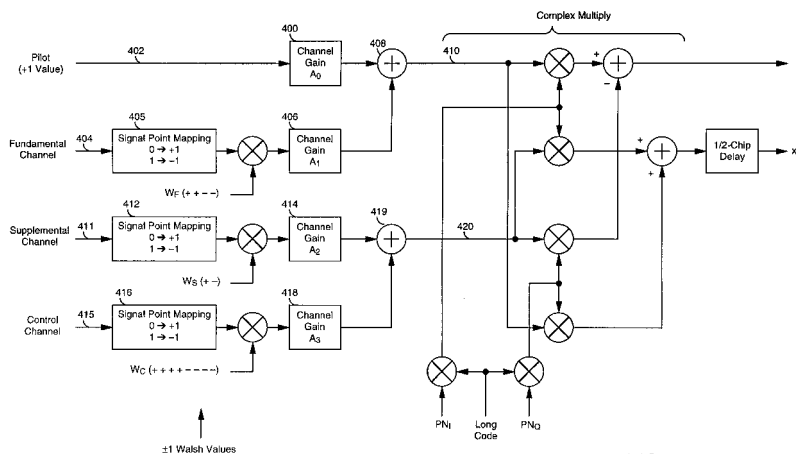 Complex Multiply
Pilot
(+1 Value)
402
400
Channel
Gain
A0
408
+
410
+
+
−
Fundamental
Channel
404
405
Signal Point Mapping
0 → +1
1 → −1
406
Channel
Gain
A1
WF (+ + − −)
+
+
+
1/2-Chip
Delay
x
Supplemental
Channel
411
412
Signal Point Mapping
0 → +1
1 → −1
414
Channel
Gain
A2
419
+
420
WS (+ −)
Control
Channel
415
416
Signal Point Mapping
0 → +1
1 → −1
418
Channel
Gain
A3
WC (+ + + + − − − −)
PNI
Long
Code
PNQ
±1 Walsh Values